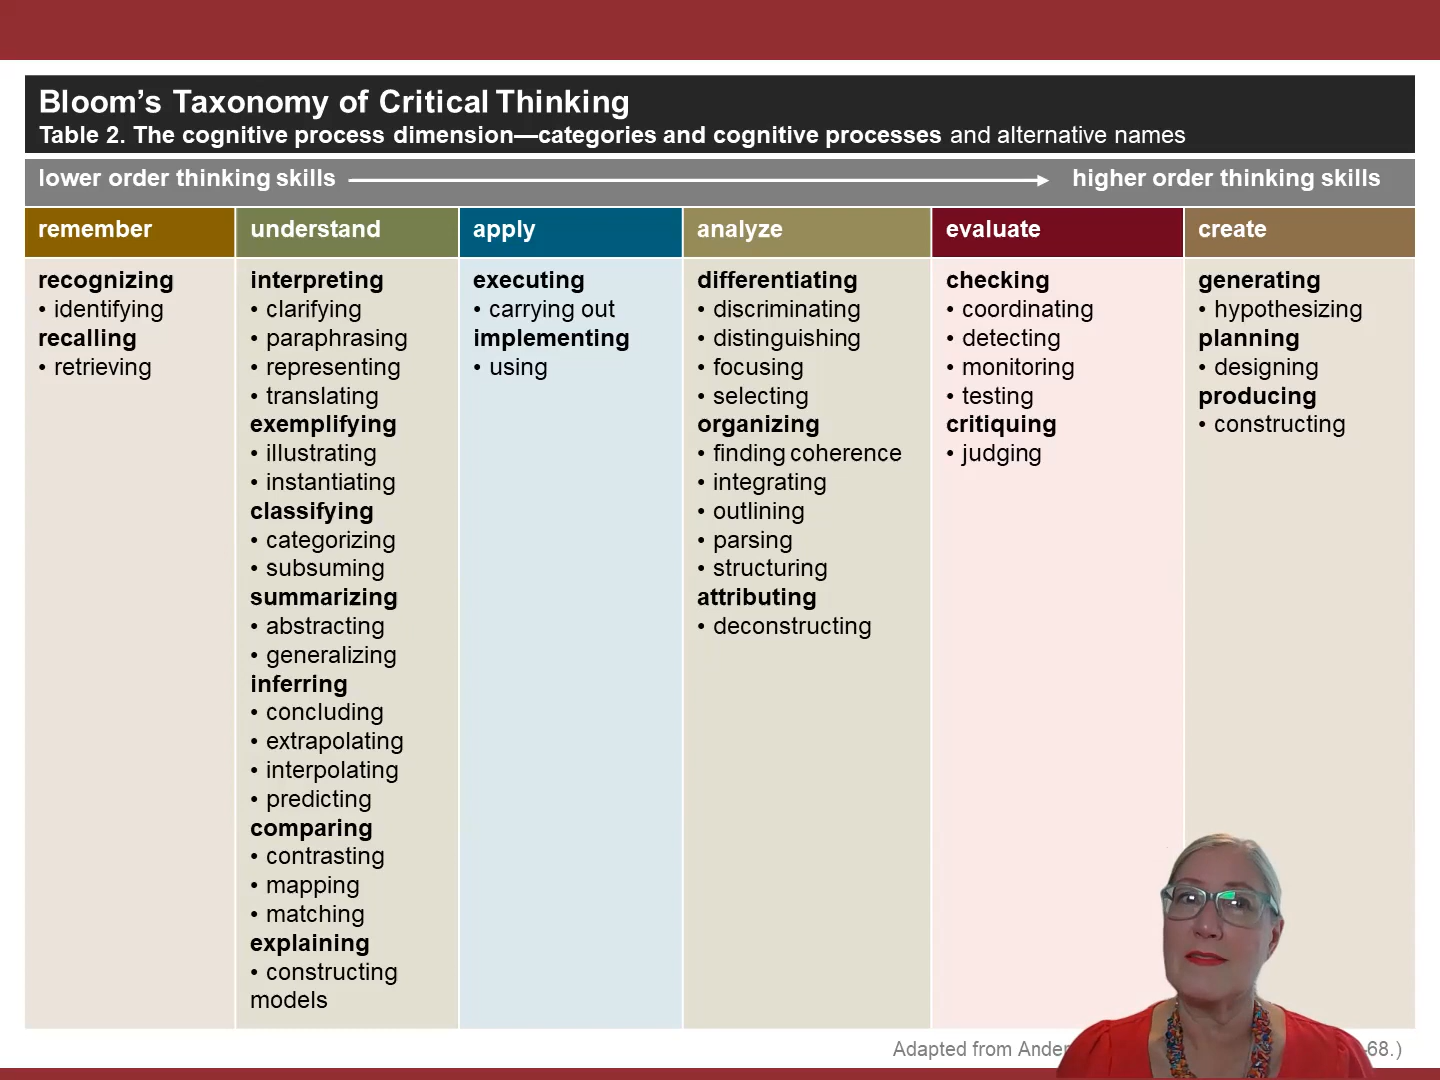 Bloom’s Taxonomy of Critical Thinking
Table 2. The cognitive process dimension—categories and cognitive processes and alternative names
lower order thinking skills
higher order thinking skills
remember
recognizing
• identifying
recalling
• retrieving
understand
interpreting
• clarifying
• paraphrasing
• representing
• translating
exemplifying
• illustrating
• instantiating
classifying
• categorizing
• subsuming
summarizing
• abstracting
• generalizing
inferring
• concluding
• extrapolating
• interpolating
• predicting
comparing
• contrasting
• mapping
• matching
explaining
• constructing
models
apply
executing
• carrying out
implementing
• using
analyze
differentiating
• discriminating
• distinguishing
• focusing
• selecting
organizing
• finding coherence
• integrating
• outlining
• parsing
• structuring
attributing
• deconstructing
evaluate
checking
• coordinating
• detecting
• monitoring
• testing
critiquing
• judging
create
generating
• hypothesizing
planning
• designing
producing
• constructing
Adapted from 68.)